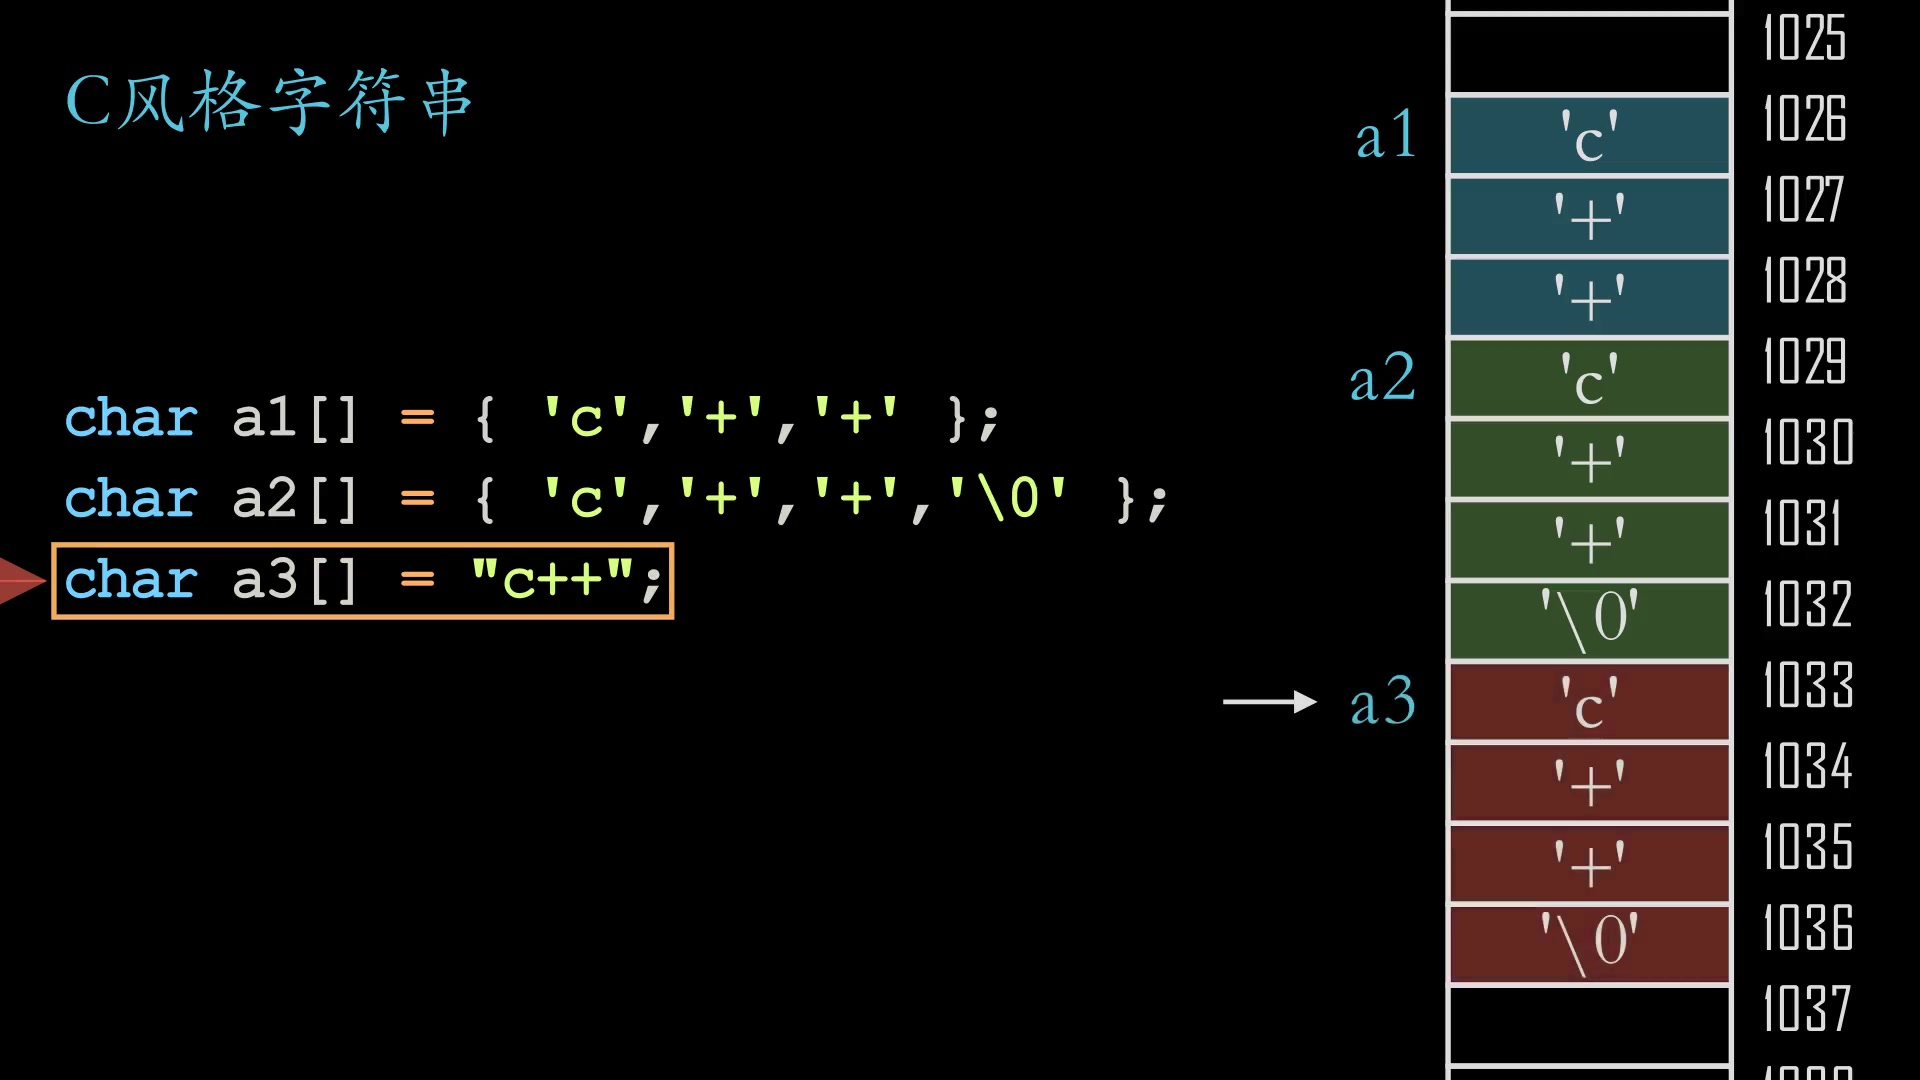 C风格字符串
char a1[] = { 'c','+','+' };
char a2[] = { 'c','+','+','\0' };
char a3[] = "c++";
1025
a1 'c' 1026
'+' 1027
'+' 1028
a2 'c' 1029
'+' 1030
'+' 1031
'\0' 1032
a3 'c' 1033
'+' 1034
'+' 1035
'\0' 1036
1037